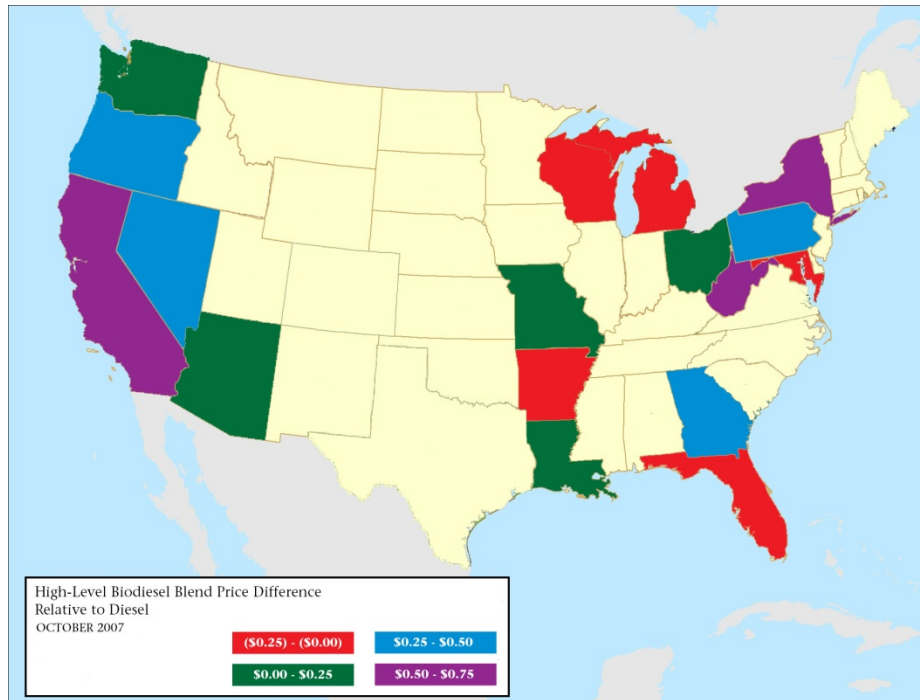 High-Level Biodiesel Blend Price Difference
Relative to Diesel
OCTOBER 2007
($0.25) - ($0.00)
$0.25 - $0.50
$0.00 - $0.25
$0.50 - $0.75